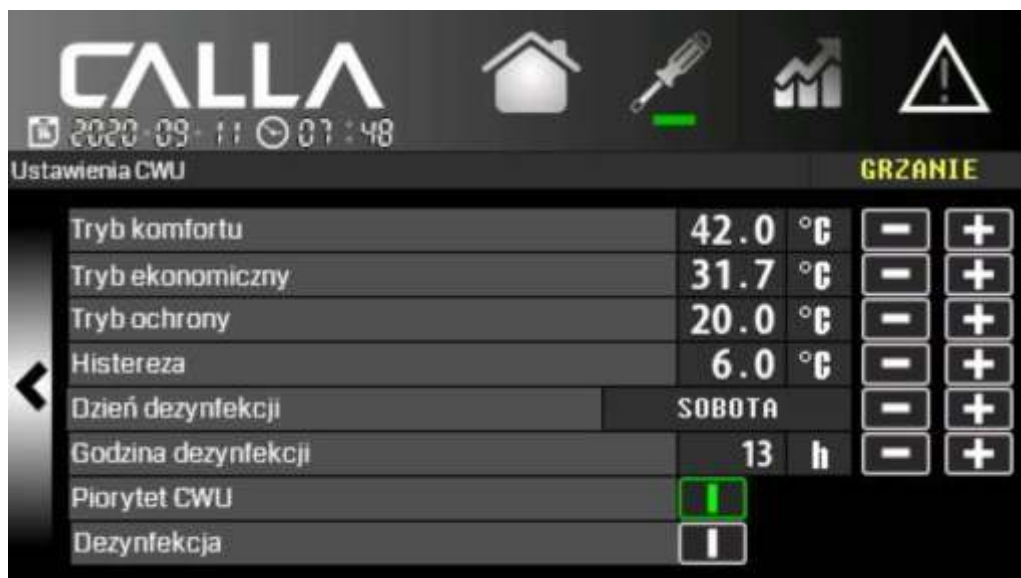 CALLA
2020-09-11 07:48
Ustawienia CWU GRZANIE
Tryb komfortu 42.0 °C
Tryb ekonomiczny 31.7 °C
Tryb ochrony 20.0 °C
Histereza 6.0 °C
Dzień dezynfekcji SOBOTA
Godzina dezynfekcji 13 h
Piorytet CWU
Dezynfekcja